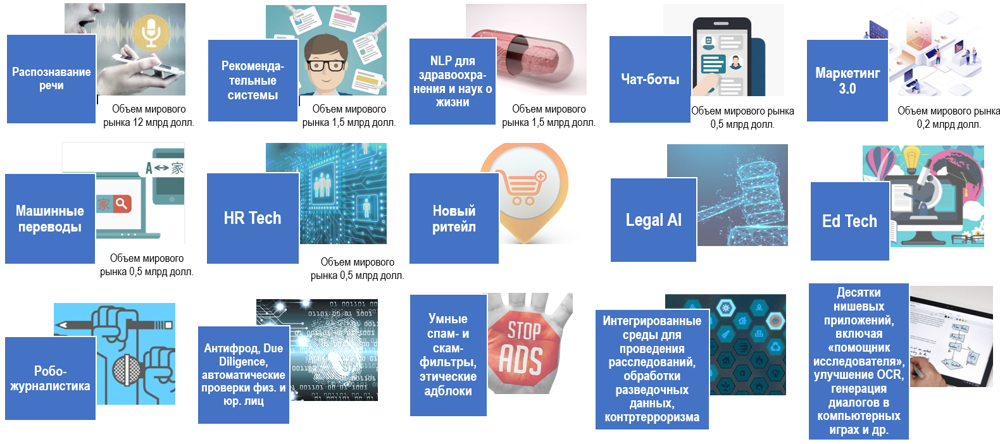 Распознавание
речи
Объем мирового
рынка 12 млрд долл.
Рекоменда-
тельные
системы
Объем мирового
рынка 1,5 млрд долл.
NLP для
здравоохра-
нения и наук о
жизни
Объем мирового
рынка 1,5 млрд долл.
Чат-боты
Объем мирового рынка
0,5 млрд долл.
Маркетинг
3.0
Объем мирового рынка
0,2 млрд долл.
Машинные
переводы
A↔家
家
Объем мирового
рынка 0,5 млрд долл.
HR Tech
Объем мирового
рынка 0,5 млрд долл.
Новый
ритейл
Legal AI
Ed Tech
Робо-
журналистика
Антифрод, Due
Diligence,
автоматические
проверки физ. и
юр. лиц
Умные
спам- и
скам-
фильтры,
этические
адблоки
STOP
ADS
Интегрированные
среды для
проведения
расследований,
обработки
разведочных
данных,
контртерроризма
Десятки
нишевых
приложений,
включая
«помощник
исследователя»,
улучшение OCR,
генерация
диалогов в
компьютерных
играх и др.